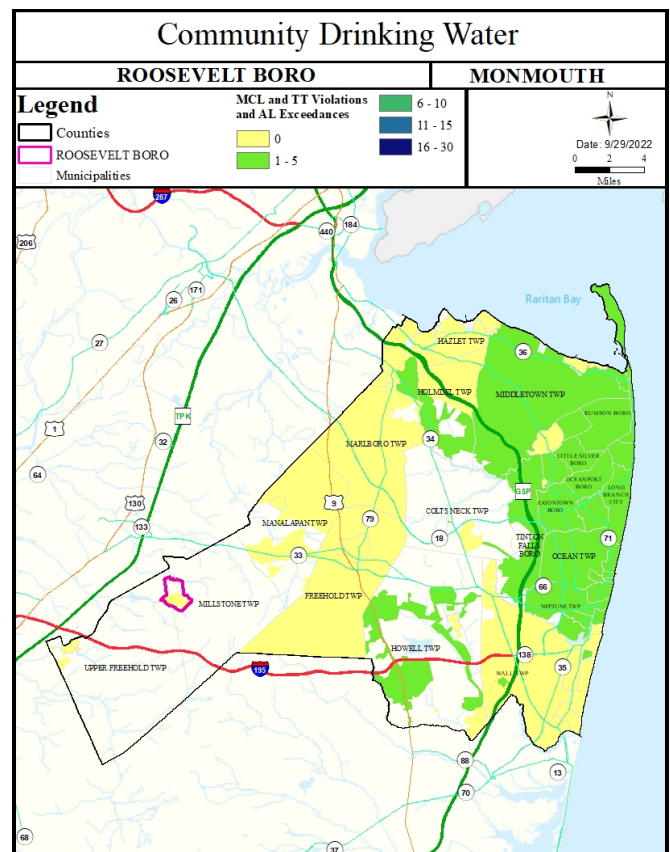 Community Drinking Water
ROOSEVELT BORO
MONMOUTH
Legend
Counties
ROOSEVELT BORO
Municipalities
MCL and TT Violations
and AL Exceedances
0
1 - 5
6 - 10
11 - 15
16 - 30
N
Date: 9/29/2022
0 2 4
Miles
287
206
440
184
171
26
27
Raritan Bay
HAZLET TWP
36
HOLMDEL TWP
MIDDLETOWN TWP
RUMSON BORO
TPK
1
32
MARLBORO TWP
34
LITTLE SILVER
BORO
OCEANPORT
BORO
64
130
9
GSP
LONG
BRANCH
CITY
EATONTOWN
BORO
133
MANALAPAN TWP
79
COLTS NECK TWP
18
TINTON
FALLS
BORO
71
33
OCEAN TWP
66
MILLSTONE TWP
FREEHOLD TWP
NEPTUNE TWP
HOWELL TWP
138
35
UPPER FREEHOLD TWP
195
WALL TWP
88
13
70
68
37